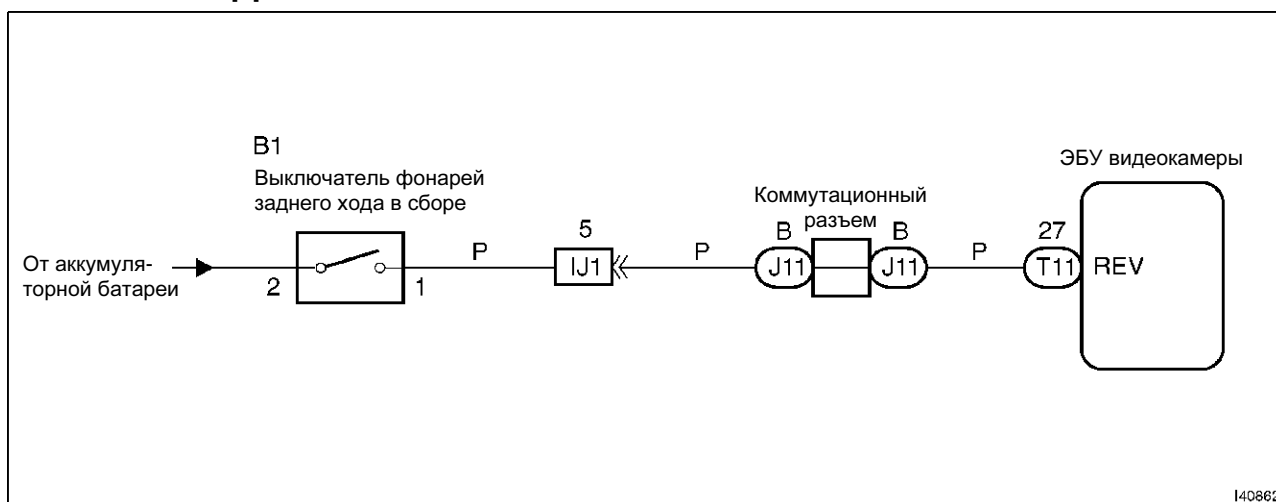 B1
Выключатель фонарей
заднего хода в сборе
От аккумуля-
торной батареи
2
1
P
5
IJ1
P
Коммутационный
разъем
B
B
J11
J11
P
ЭБУ видеокамеры
27
T11
REV
I40862